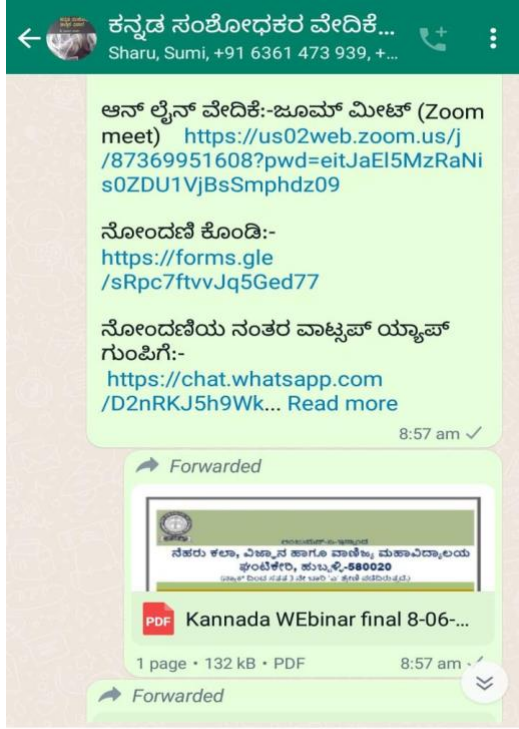 ಕನ್ನಡ ಸಂಶೋಧಕರ ವೇದಿಕೆ...
Sharu, Sumi, +91 6361 473 939, +...
ಆನ್ ಲೈನ್ ವೇದಿಕೆ:-ಜೂಮ್ ಮೀಟ್ (Zoom
meet) https://us02web.zoom.us/j
/87369951608?pwd=eitJaEl5MzRaNi
s0ZDU1VjBsSmphdz09
ನೋಂದಣಿ ಕೊಂಡಿ:-
https://forms.gle
/sRpc7ftvvJq5Ged77
ನೋಂದಣಿಯ ನಂತರ ವಾಟ್ಸಪ್ ಯ್ಯಾಪ್
ಗುಂಪಿಗೆ:-
https://chat.whatsapp.com
/D2nRKJ5h9Wk... Read more
8:57 am
Forwarded
ನೆಹರು ಕಲಾ, ವಿಜ್ಞಾನ ಹಾಗೂ ವಾಣಿಜ್ಯ ಮಹಾವಿದ್ಯಾಲಯ
ಘಂಟಿಕೇರಿ, ಹುಬ್ಬಳ್ಳಿ-580020
PDF Kannada WEbinar final 8-06-...
1 page • 132 kB • PDF 8:57 am
Forwarded